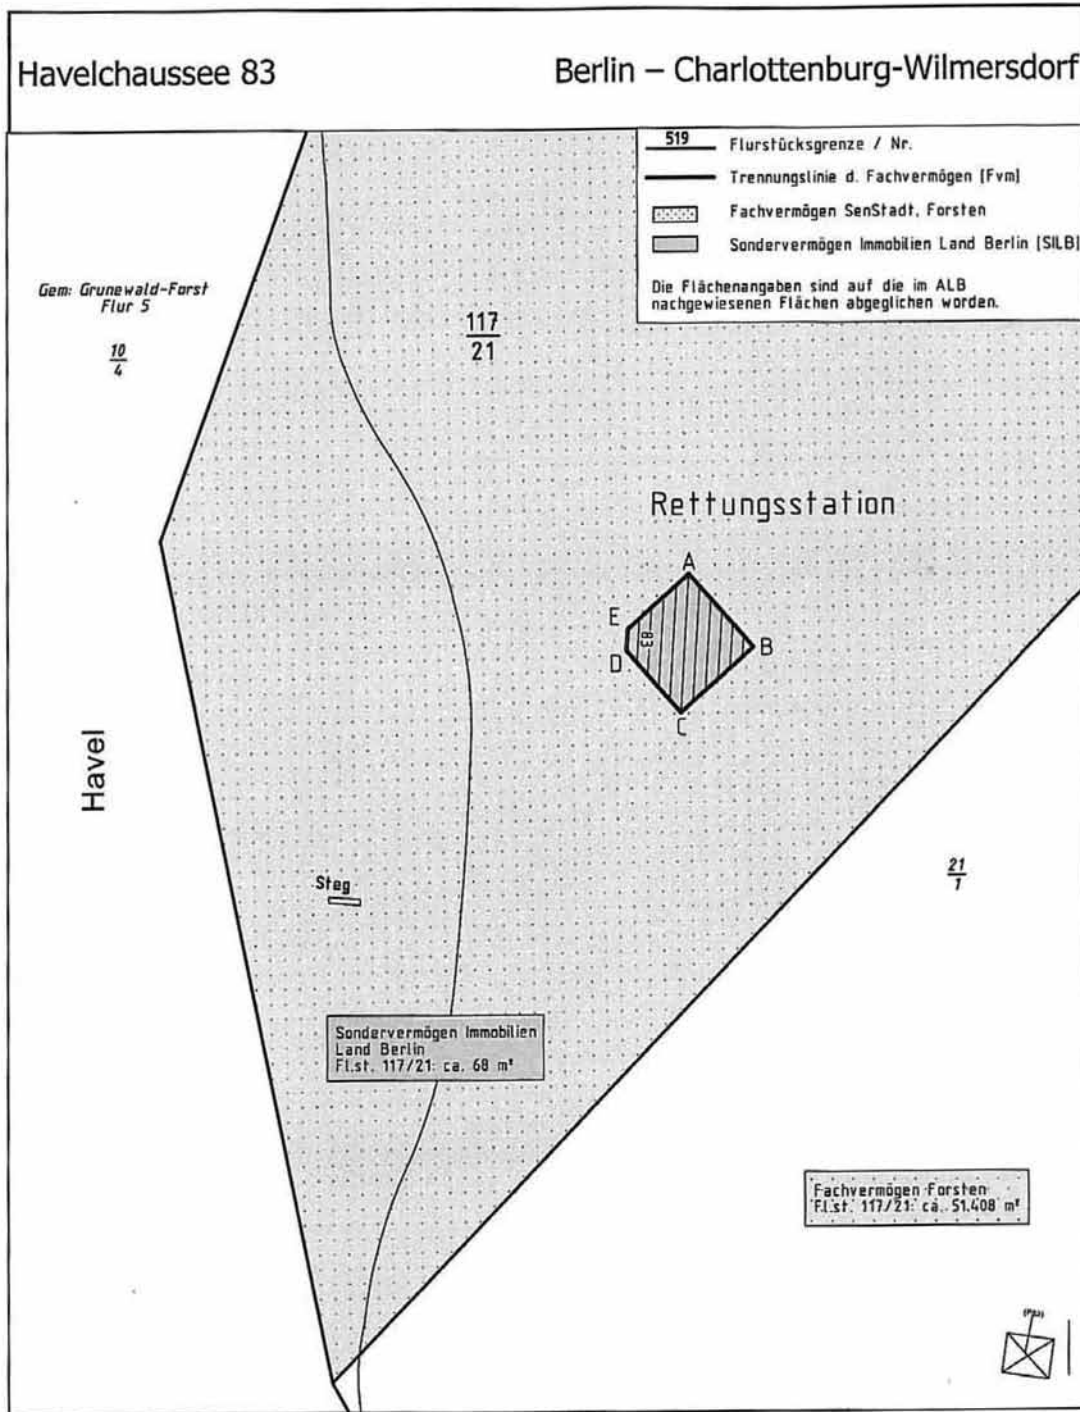 Havelchaussee 83
Berlin – Charlottenburg-Wilmersdorf
519 Flurstücksgrenze / Nr.
Trennungslinie d. Fachvermögen (Fvm)
Fachvermögen SenStadt, Forsten
Sondervermögen Immobilien Land Berlin (SILB)
Die Flächenangaben sind auf die im ALB
nachgewiesenen Flächen abgeglichen worden.
Gem: Grunewald-Forst
Flur 5
10
4
117
21
Rettungsstation
A
E
83
B
D
C
Havel
21
1
Steg
Sondervermögen Immobilien
Land Berlin
Fl.st. 117/21: ca. 68 m²
Fachvermögen Forsten
Fl.st. 117/21: ca. 51.408 m²